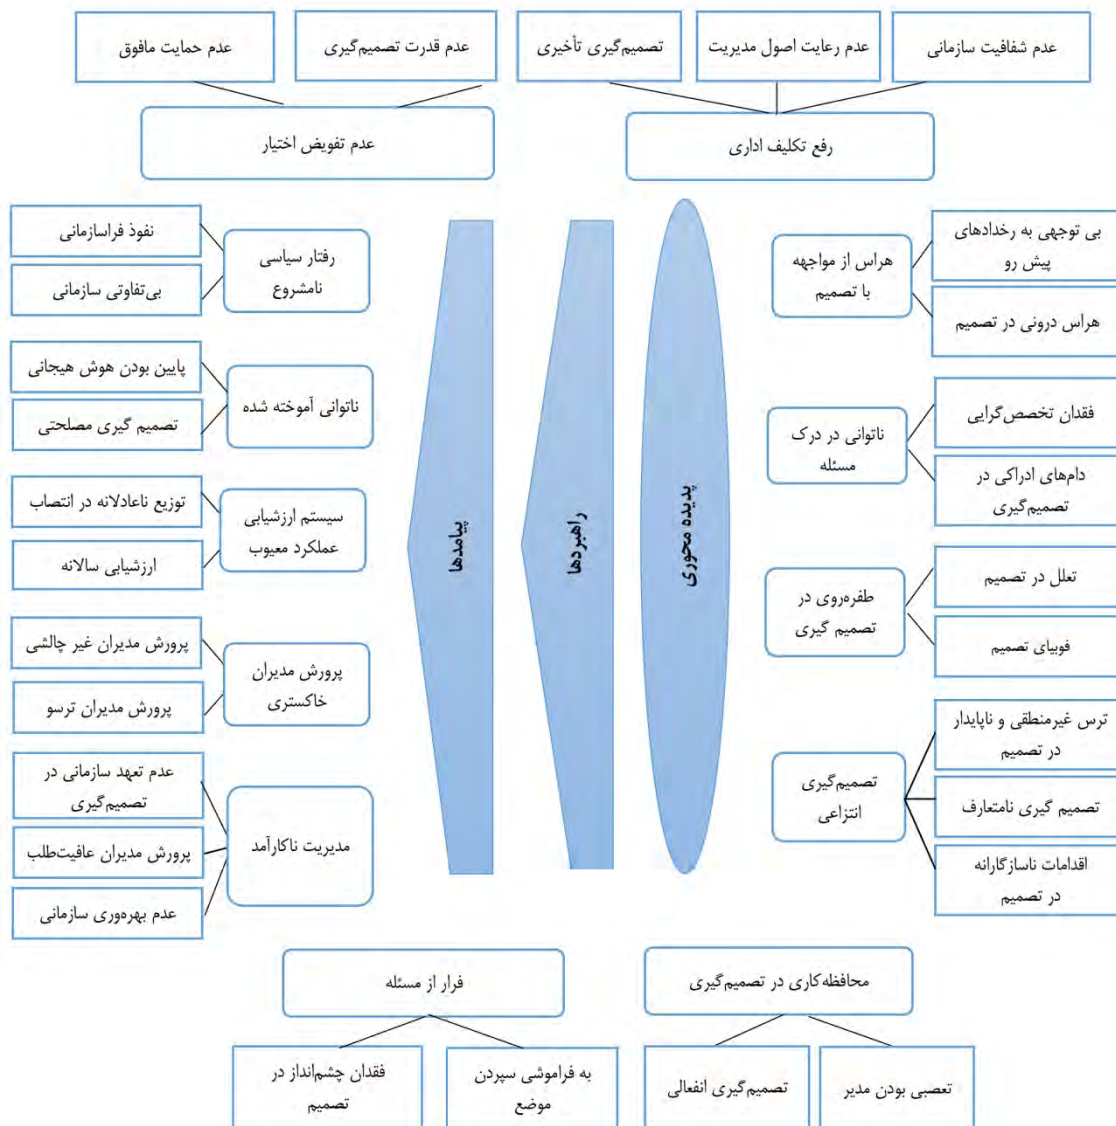 عدم شفافیت سازمانی
عدم رعایت اصول مدیریت
تصمیم‌گیری تأخیری
عدم قدرت تصمیم‌گیری
عدم حمایت مافوق
رفع تکلیف اداری
عدم تفویض اختیار
بی توجهی به رخدادهای
پیش رو
هراس درونی در تصمیم
هراس از مواجهه
با تصمیم
فقدان تخصص‌گرایی
دام‌های ادراکی در
تصمیم‌گیری
ناتوانی در درک
مسئله
تعلل در تصمیم
فوبیای تصمیم
طفره‌روی در
تصمیم گیری
ترس غیرمنطقی و ناپایدار
در تصمیم
تصمیم گیری نامتعارف
اقدامات ناسازگارانه
در تصمیم
تصمیم‌گیری
انتزاعی
پدیده محوری
راهبردها
پیامدها
رفتار سیاسی
نامشروع
نفوذ فراسازمانی
بی‌تفاوتی سازمانی
ناتوانی آموخته شده
پایین بودن هوش هیجانی
تصمیم گیری مصلحتی
سیستم ارزشیابی
عملکرد معیوب
توزیع ناعادلانه در انتصاب
ارزشیابی سالانه
پرورش مدیران
خاکستری
پرورش مدیران غیر چالشی
پرورش مدیران ترسو
مدیریت ناکارآمد
عدم تعهد سازمانی در
تصمیم‌گیری
پرورش مدیران عافیت‌طلب
عدم بهره‌وری سازمانی
محافظه‌کاری در تصمیم‌گیری
فرار از مسئله
تعصبی بودن مدیر
تصمیم‌گیری انفعالی
به فراموشی سپردن
موضع
فقدان چشم‌انداز در
تصمیم